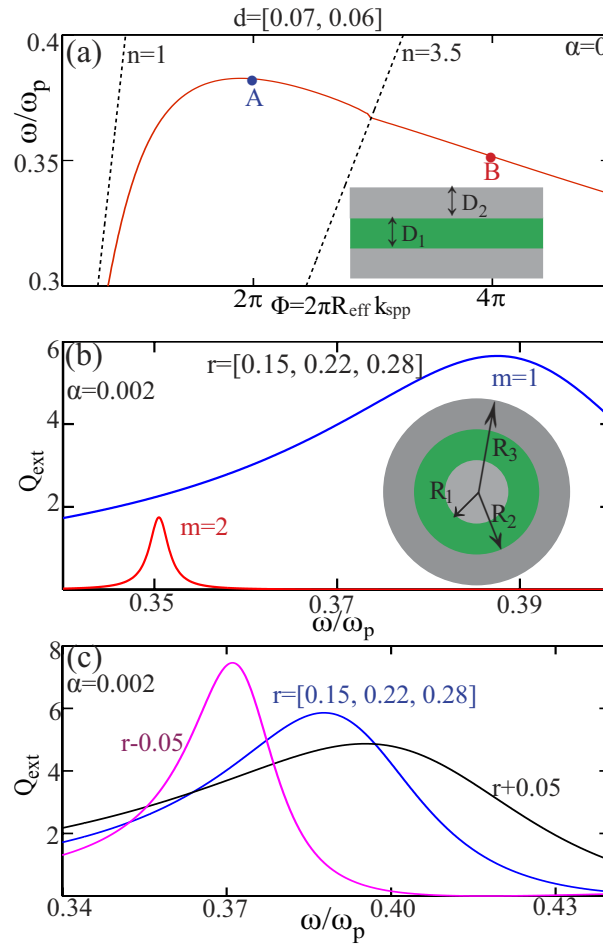 d=[0.07, 0.06]
0.4
(a)
n=1
n=3.5
α=0
ω/ωp
A
0.35
B
D2
D1
0.3
2π
Φ=2πReff kspp
4π
6
(b)
r=[0.15, 0.22, 0.28]
α=0.002
m=1
4
Qext
R3
R1
R2
2
m=2
0.35
0.37
0.39
ω/ωp
8
(c)
α=0.002
r=[0.15, 0.22, 0.28]
6
r-0.05
Qext
4
r+0.05
2
0.34
0.37
0.40
0.43
ω/ωp